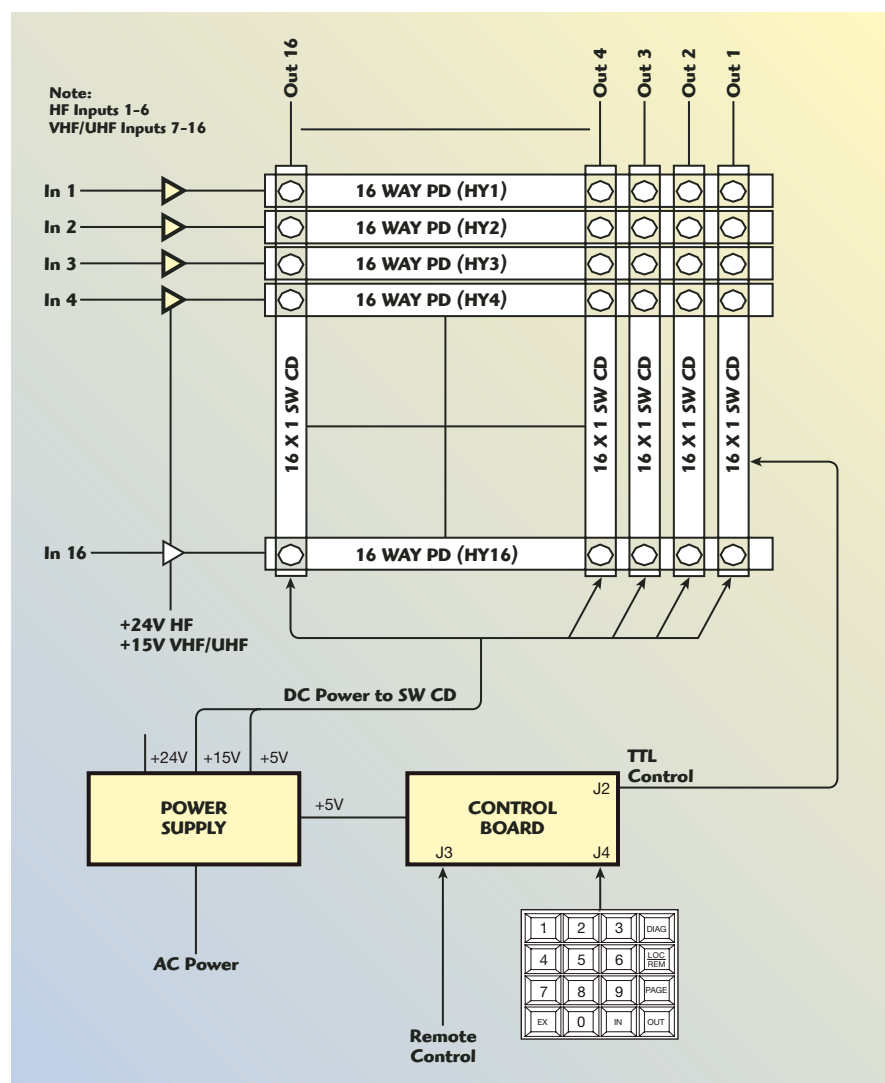 Out 16
Out 4
Out 3
Out 2
Out 1
Note:
HF Inputs 1-6
VHF/UHF Inputs 7-16
In 1
16 WAY PD (HY1)
In 2
16 WAY PD (HY2)
In 3
16 WAY PD (HY3)
In 4
16 WAY PD (HY4)
16 X 1 SW CD
16 X 1 SW CD
16 X 1 SW CD
16 X 1 SW CD
16 X 1 SW CD
In 16
16 WAY PD (HY16)
+24V HF
+15V VHF/UHF
DC Power to SW CD
+24V
+15V
+5V
TTL
Control
POWER
SUPPLY
+5V
CONTROL
BOARD
J2
J3
J4
AC Power
Remote
Control
1 2 3 DIAG
4 5 6 LOC
REM
7 8 9 PAGE
EX 0 IN OUT